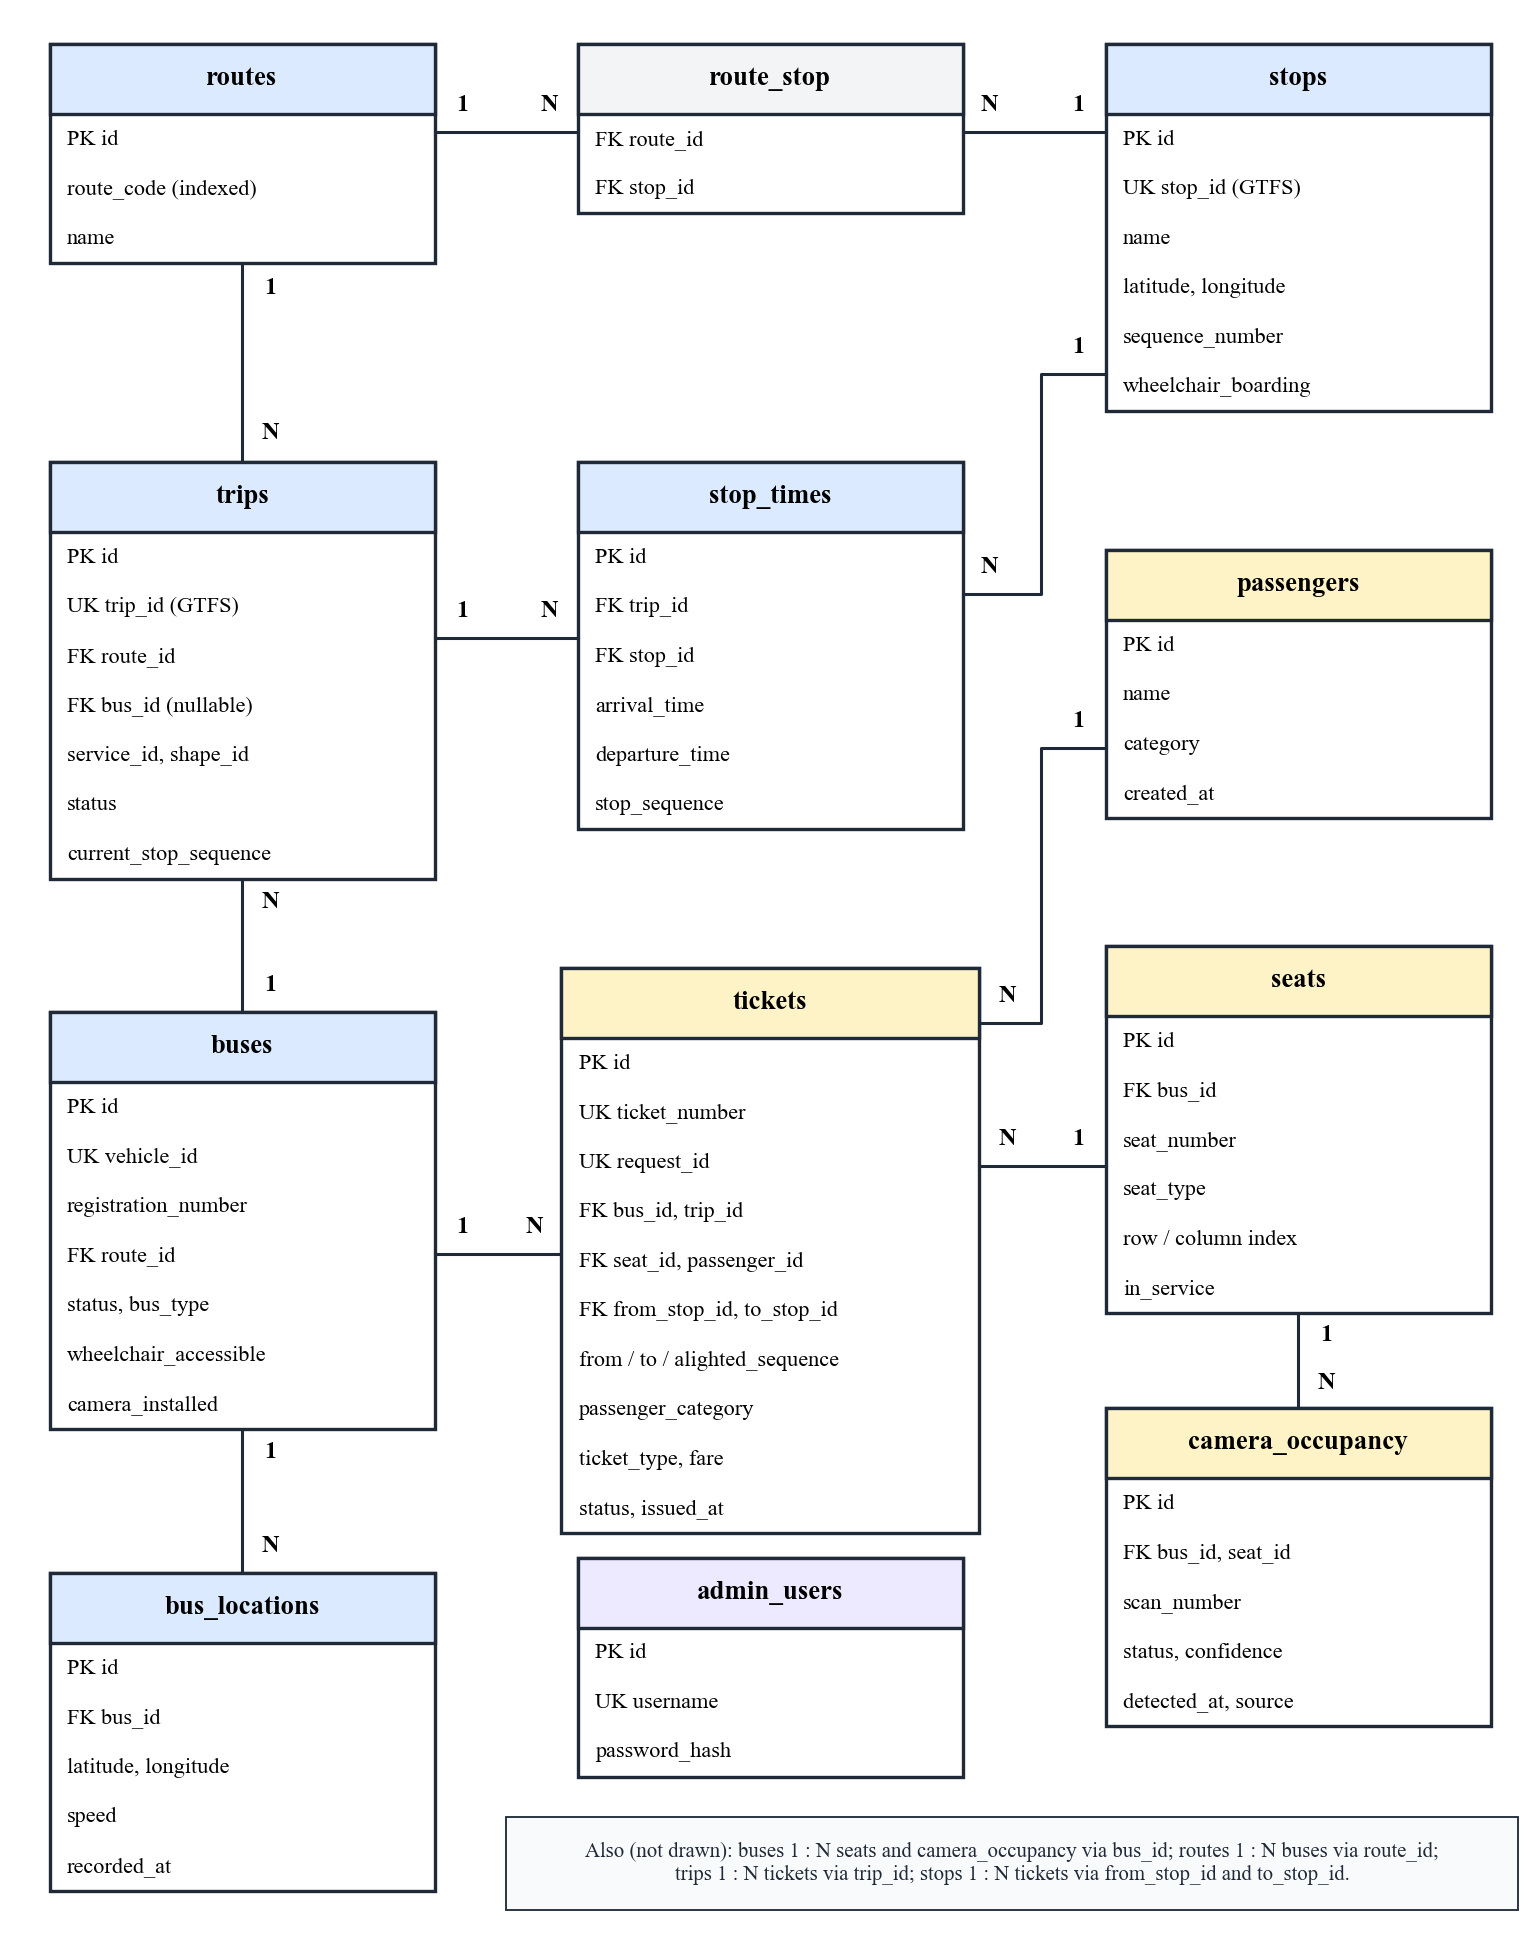 routes
PK id
route_code (indexed)
name
1
N
route_stop
FK route_id
FK stop_id
N
1
stops
PK id
UK stop_id (GTFS)
name
latitude, longitude
sequence_number
wheelchair_boarding
1
N
trips
PK id
UK trip_id (GTFS)
FK route_id
FK bus_id (nullable)
service_id, shape_id
status
current_stop_sequence
1
N
stop_times
PK id
FK trip_id
FK stop_id
arrival_time
departure_time
stop_sequence
N
1
passengers
PK id
name
category
created_at
1
N
N
1
buses
PK id
UK vehicle_id
registration_number
FK route_id
status, bus_type
wheelchair_accessible
camera_installed
1
N
tickets
PK id
UK ticket_number
UK request_id
FK bus_id, trip_id
FK seat_id, passenger_id
FK from_stop_id, to_stop_id
from / to / alighted_sequence
passenger_category
ticket_type, fare
status, issued_at
N
1
seats
PK id
FK bus_id
seat_number
seat_type
row / column index
in_service
1
N
camera_occupancy
PK id
FK bus_id, seat_id
scan_number
status, confidence
detected_at, source
1
N
bus_locations
PK id
FK bus_id
latitude, longitude
speed
recorded_at
admin_users
PK id
UK username
password_hash
Also (not drawn): buses 1 : N seats and camera_occupancy via bus_id; routes 1 : N buses via route_id;
trips 1 : N tickets via trip_id; stops 1 : N tickets via from_stop_id and to_stop_id.